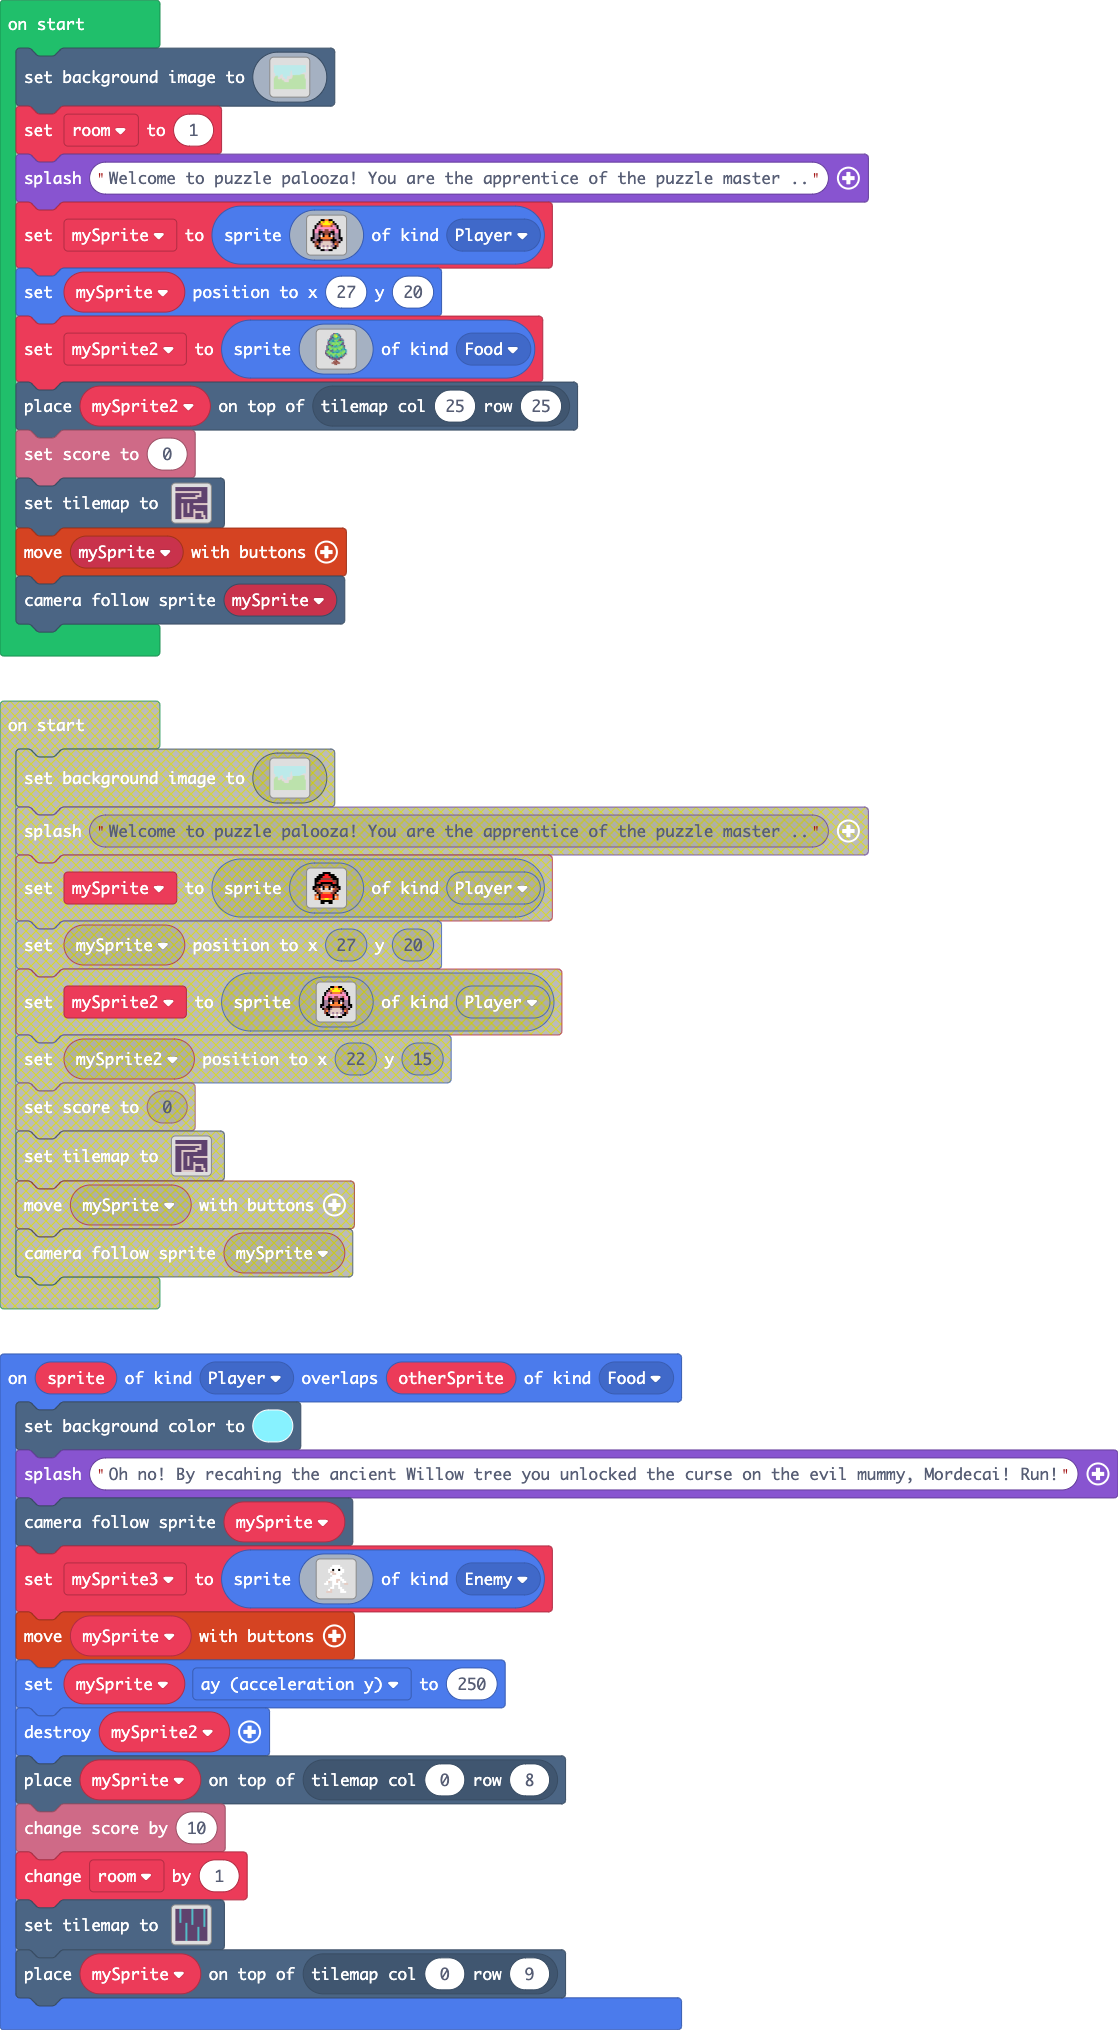 on start
set background image to
set room to 1
splash "Welcome to puzzle palooza! You are the apprentice of the puzzle master .."
set mySprite to sprite of kind Player
set mySprite position to x 27 y 20
set mySprite2 to sprite of kind Food
place mySprite2 on top of tilemap col 25 row 25
set score to 0
set tilemap to
move mySprite with buttons
camera follow sprite mySprite
on start
set background image to
splash "Welcome to puzzle palooza! You are the apprentice of the puzzle master .."
set mySprite to sprite of kind Player
set mySprite position to x 27 y 20
set mySprite2 to sprite of kind Player
set mySprite2 position to x 22 y 15
set score to 0
set tilemap to
move mySprite with buttons
camera follow sprite mySprite
on sprite of kind Player overlaps otherSprite of kind Food
set background color to
splash "Oh no! By recahing the ancient Willow tree you unlocked the curse on the evil mummy, Mordecai! Run!"
camera follow sprite mySprite
set mySprite3 to sprite of kind Enemy
move mySprite with buttons
set mySprite ay (acceleration y) to 250
destroy mySprite2
place mySprite on top of tilemap col 0 row 8
change score by 10
change room by 1
set tilemap to
place mySprite on top of tilemap col 0 row 9